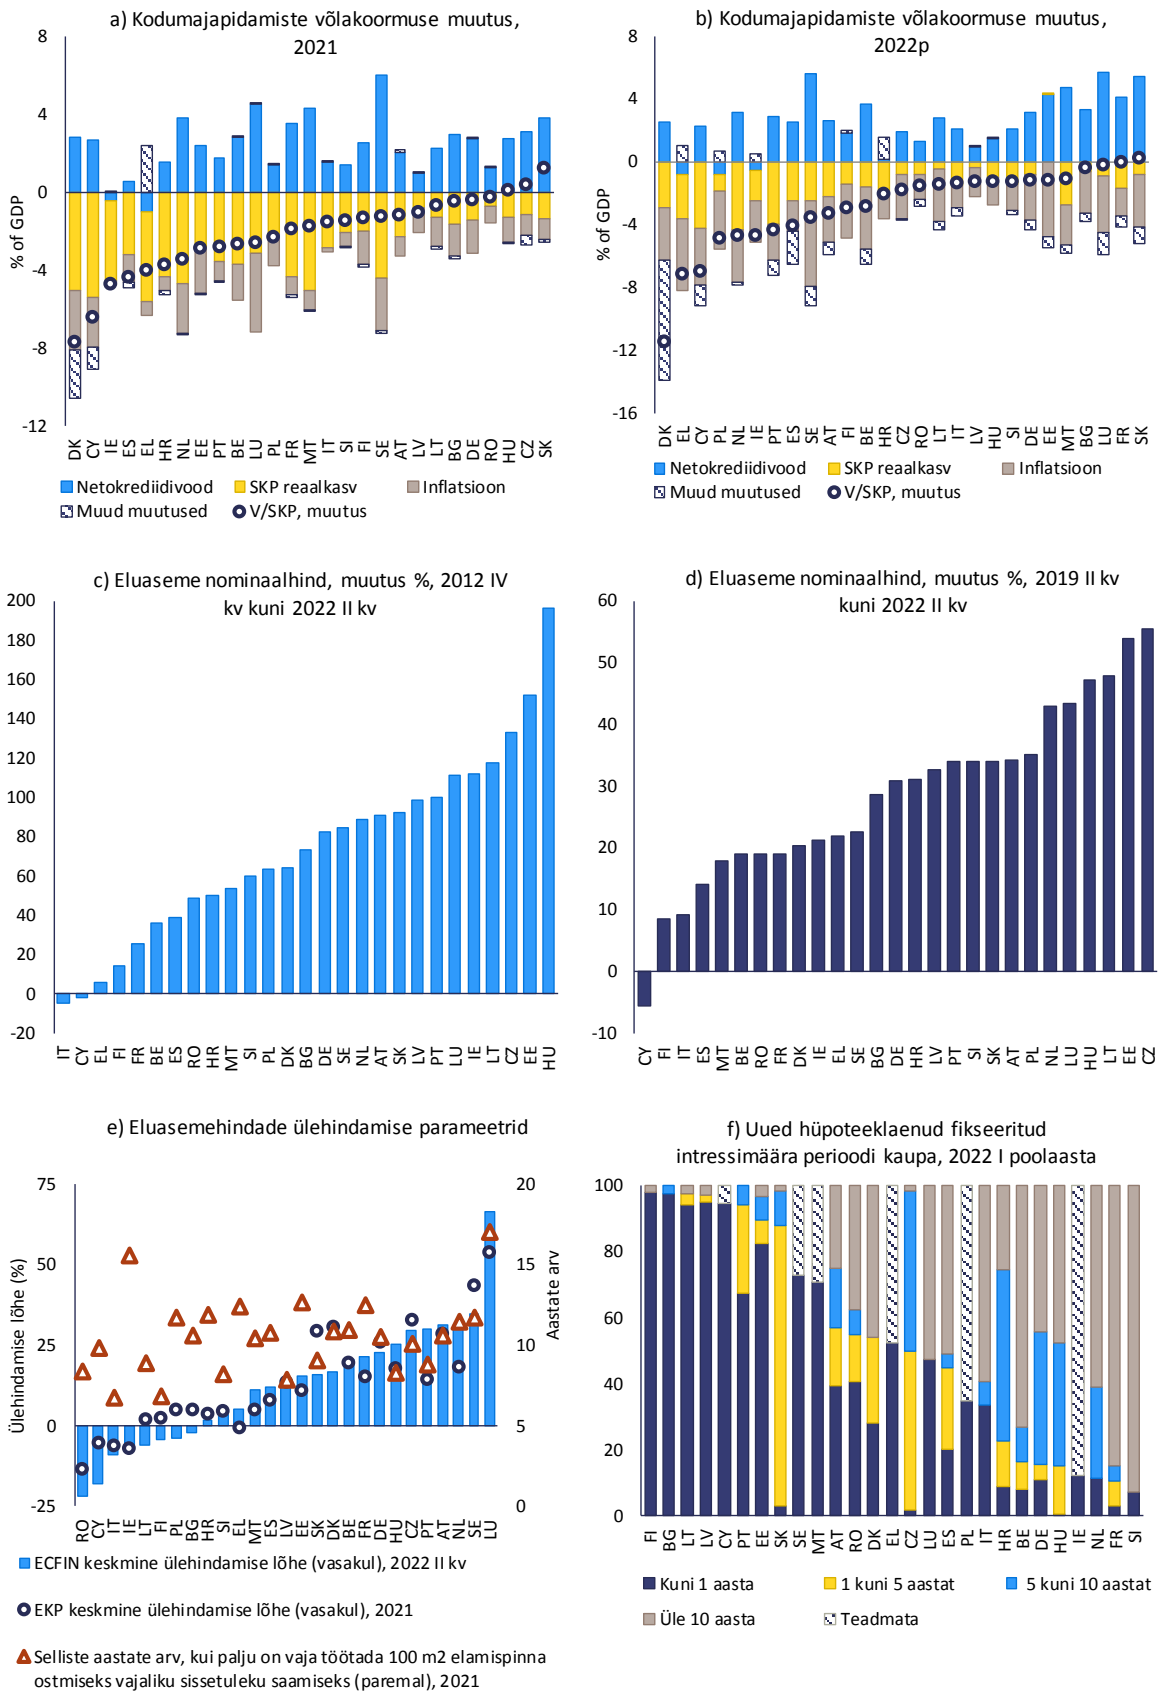 a) Kodumajapidamiste võlakoormuse muutus,
2021
8
4
0
-4
-8
-12
% of GDP
DK CY IE ES EL HR NL EE PT BE LU PL FR MT IT SI FI SE AT LV LT BG DE RO HU CZ SK
Netokrediidivood SKP reaalkasv Inflatsioon
Muud muutused V/SKP, muutus
b) Kodumajapidamiste võlakoormuse muutus,
2022p
8
4
0
-4
-8
-12
-16
% of GDP
DK EL CY PL NL IE PT ES SE AT FI BE HR CZ RO LT IT LV HU SI DE EE MT BG LU FR SK
Netokrediidivood SKP reaalkasv Inflatsioon
Muud muutused V/SKP, muutus
c) Eluaseme nominaalhind, muutus %, 2012 IV
kv kuni 2022 II kv
200
180
160
140
120
100
80
60
40
20
0
-20
IT CY EL FI FR BE ES RO HR MT SI PL DK BG DE SE NL AT SK LV PT LU IE LT CZ EE HU
d) Eluaseme nominaalhind, muutus %, 2019 II kv
kuni 2022 II kv
60
50
40
30
20
10
0
-10
CY FI IT ES MT BE RO FR DK IE EL SE BG DE HR LV PT SI SK AT PL NL LU HU LT EE CZ
e) Eluasemehindade ülehindamise parameetrid
75
50
25
0
-25
Ülehindamise lõhe (%)
20
15
10
5
0
Aastate arv
RO CY IT IE LT FI PL BG HR SI EL MT ES LV EE SK DK BE FR DE HU CZ PT AT NL SE LU
ECFIN keskmine ülehindamise lõhe (vasakul), 2022 II kv
EKP keskmine ülehindamise lõhe (vasakul), 2021
Selliste aastate arv, kui palju on vaja töötada 100 m2 elamispinna
ostmiseks vajaliku sissetuleku saamiseks (paremal), 2021
f) Uued hüpoteeklaenud fikseeritud
intressimäära perioodi kaupa, 2022 I poolaasta
100
80
60
40
20
0
FI BG LT LV CY PT EE SK SE MT AT RO DK EL CZ LU ES PL IT HR BE DE HU IE NL FR SI
Kuni 1 aasta 1 kuni 5 aastat 5 kuni 10 aastat
Üle 10 aasta Teadmata